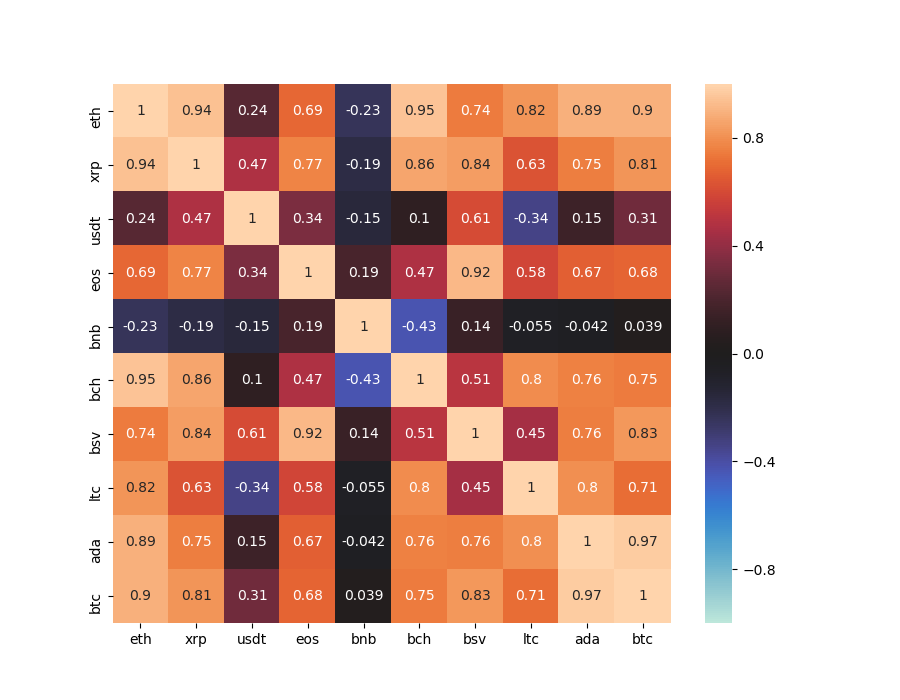 eth 1 0.94 0.24 0.69 -0.23 0.95 0.74 0.82 0.89 0.9
xrp 0.94 1 0.47 0.77 -0.19 0.86 0.84 0.63 0.75 0.81
usdt 0.24 0.47 1 0.34 -0.15 0.1 0.61 -0.34 0.15 0.31
eos 0.69 0.77 0.34 1 0.19 0.47 0.92 0.58 0.67 0.68
bnb -0.23 -0.19 -0.15 0.19 1 -0.43 0.14 -0.055 -0.042 0.039
bch 0.95 0.86 0.1 0.47 -0.43 1 0.51 0.8 0.76 0.75
bsv 0.74 0.84 0.61 0.92 0.14 0.51 1 0.45 0.76 0.83
ltc 0.82 0.63 -0.34 0.58 -0.055 0.8 0.45 1 0.8 0.71
ada 0.89 0.75 0.15 0.67 -0.042 0.76 0.76 0.8 1 0.97
btc 0.9 0.81 0.31 0.68 0.039 0.75 0.83 0.71 0.97 1
eth xrp usdt eos bnb bch bsv ltc ada btc
0.8
0.4
0.0
−0.4
−0.8